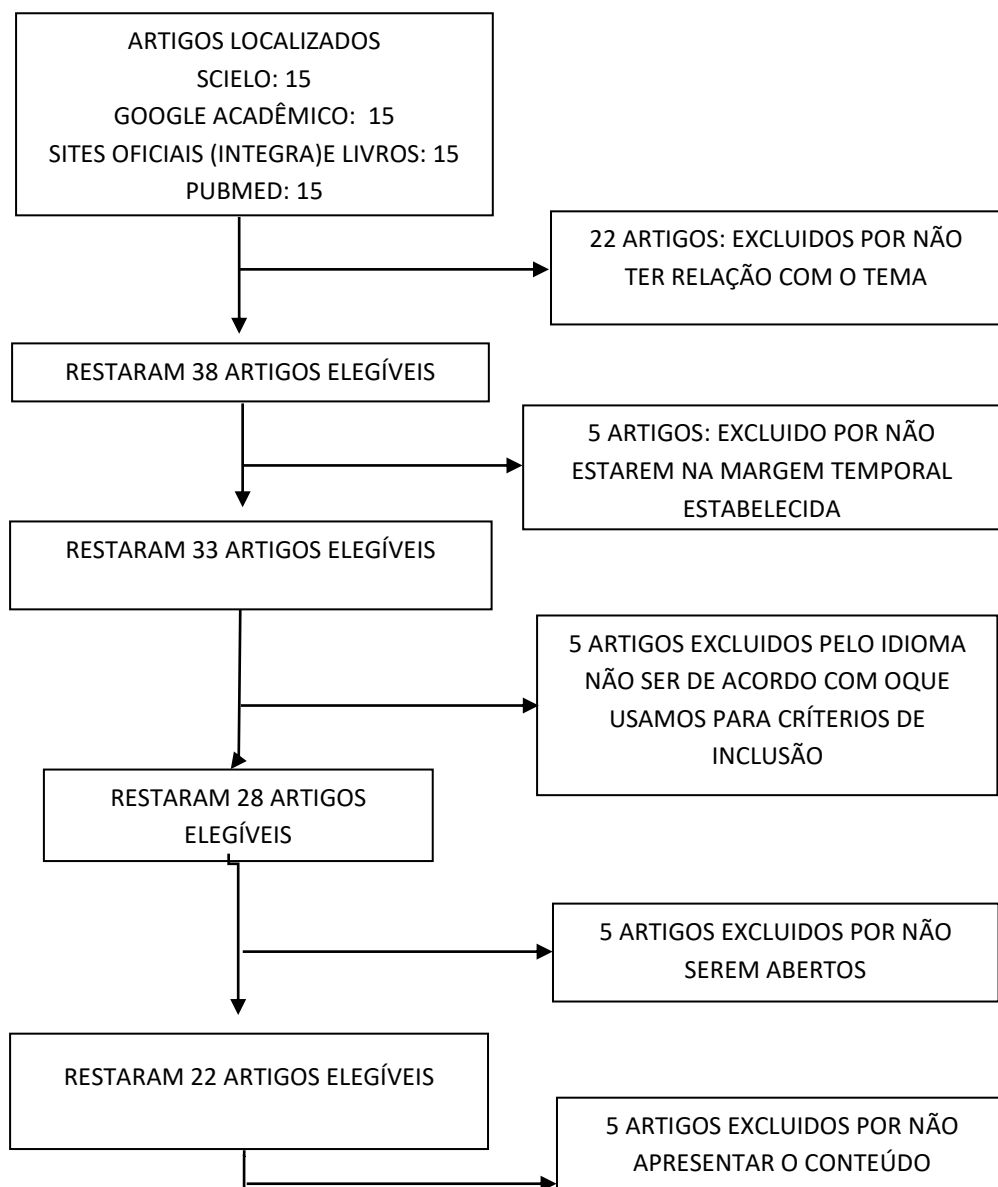 ARTIGOS LOCALIZADOS
SCIELO: 15
GOOGLE ACADÊMICO:  15
SITES OFICIAIS (INTEGRA)E LIVROS: 15
PUBMED: 15
22 ARTIGOS: EXCLUIDOS POR NÃO
TER RELAÇÃO COM O TEMA
RESTARAM 38 ARTIGOS ELEGÍVEIS
5 ARTIGOS: EXCLUIDO POR NÃO
ESTAREM NA MARGEM TEMPORAL
ESTABELECIDA
RESTARAM 33 ARTIGOS ELEGÍVEIS
5 ARTIGOS EXCLUIDOS PELO IDIOMA
NÃO SER DE ACORDO COM OQUE
USAMOS PARA CRÍTERIOS DE
INCLUSÃO
RESTARAM 28 ARTIGOS
ELEGÍVEIS
5 ARTIGOS EXCLUIDOS POR NÃO
SEREM ABERTOS
RESTARAM 22 ARTIGOS ELEGÍVEIS
5 ARTIGOS EXCLUIDOS POR NÃO
APRESENTAR O CONTEÚDO